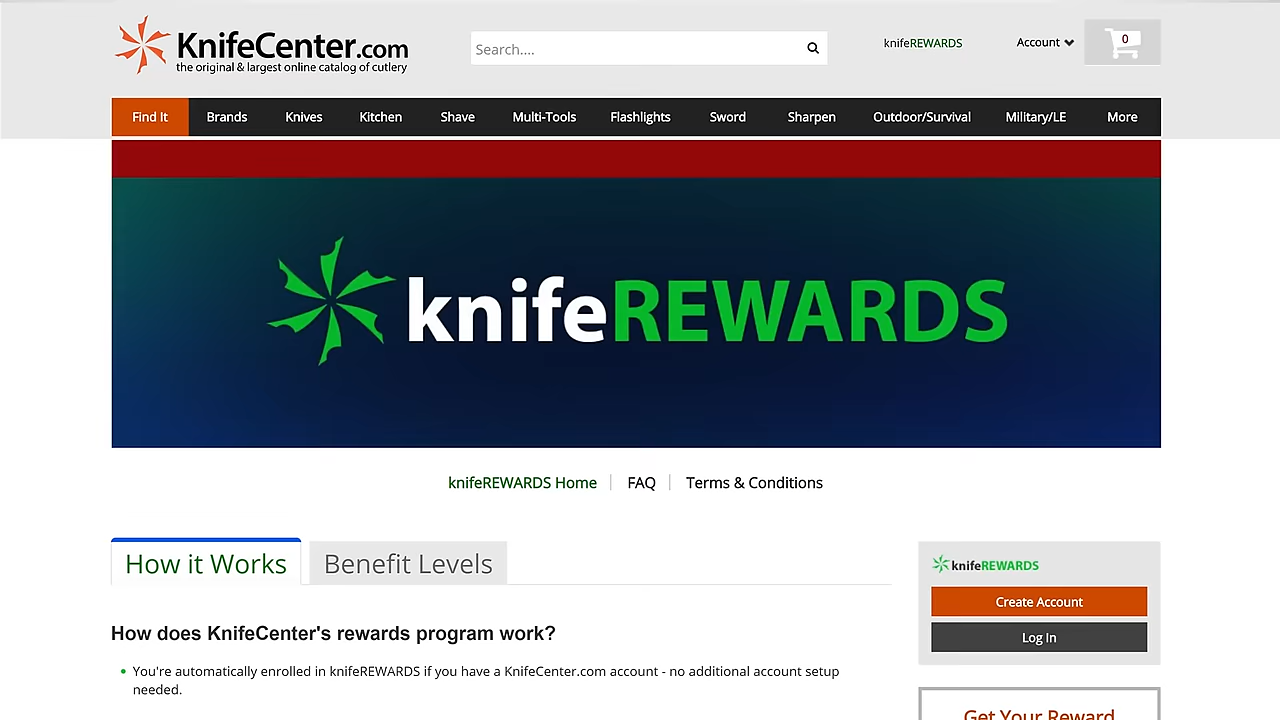 KnifeCenter.com
the original & largest online catalog of cutlery
Search....
knifeREWARDS
Account
0
Find It
Brands
Knives
Kitchen
Shave
Multi-Tools
Flashlights
Sword
Sharpen
Outdoor/Survival
Military/LE
More
knifeREWARDS
knifeREWARDS Home
FAQ
Terms & Conditions
How it Works
Benefit Levels
How does KnifeCenter's rewards program work?
You're automatically enrolled in knifeREWARDS if you have a KnifeCenter.com account - no additional account setup
needed.
knifeREWARDS
Create Account
Log In
Get Your Reward